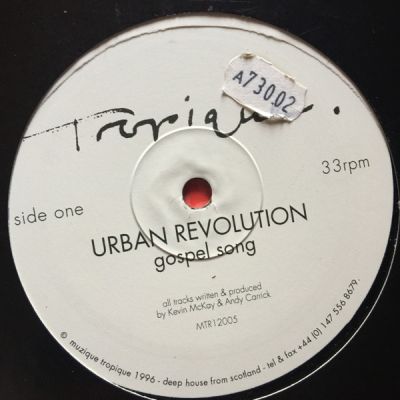 Tropique.
A730.02
side one
33rpm
URBAN REVOLUTION
gospel song
all tracks written & produced
by Kevin McKay & Andy Carrick
MTR12005
℗ muzique tropique 1996 - deep house from scotland - tel & fax +44 (0) 147 556 8679.